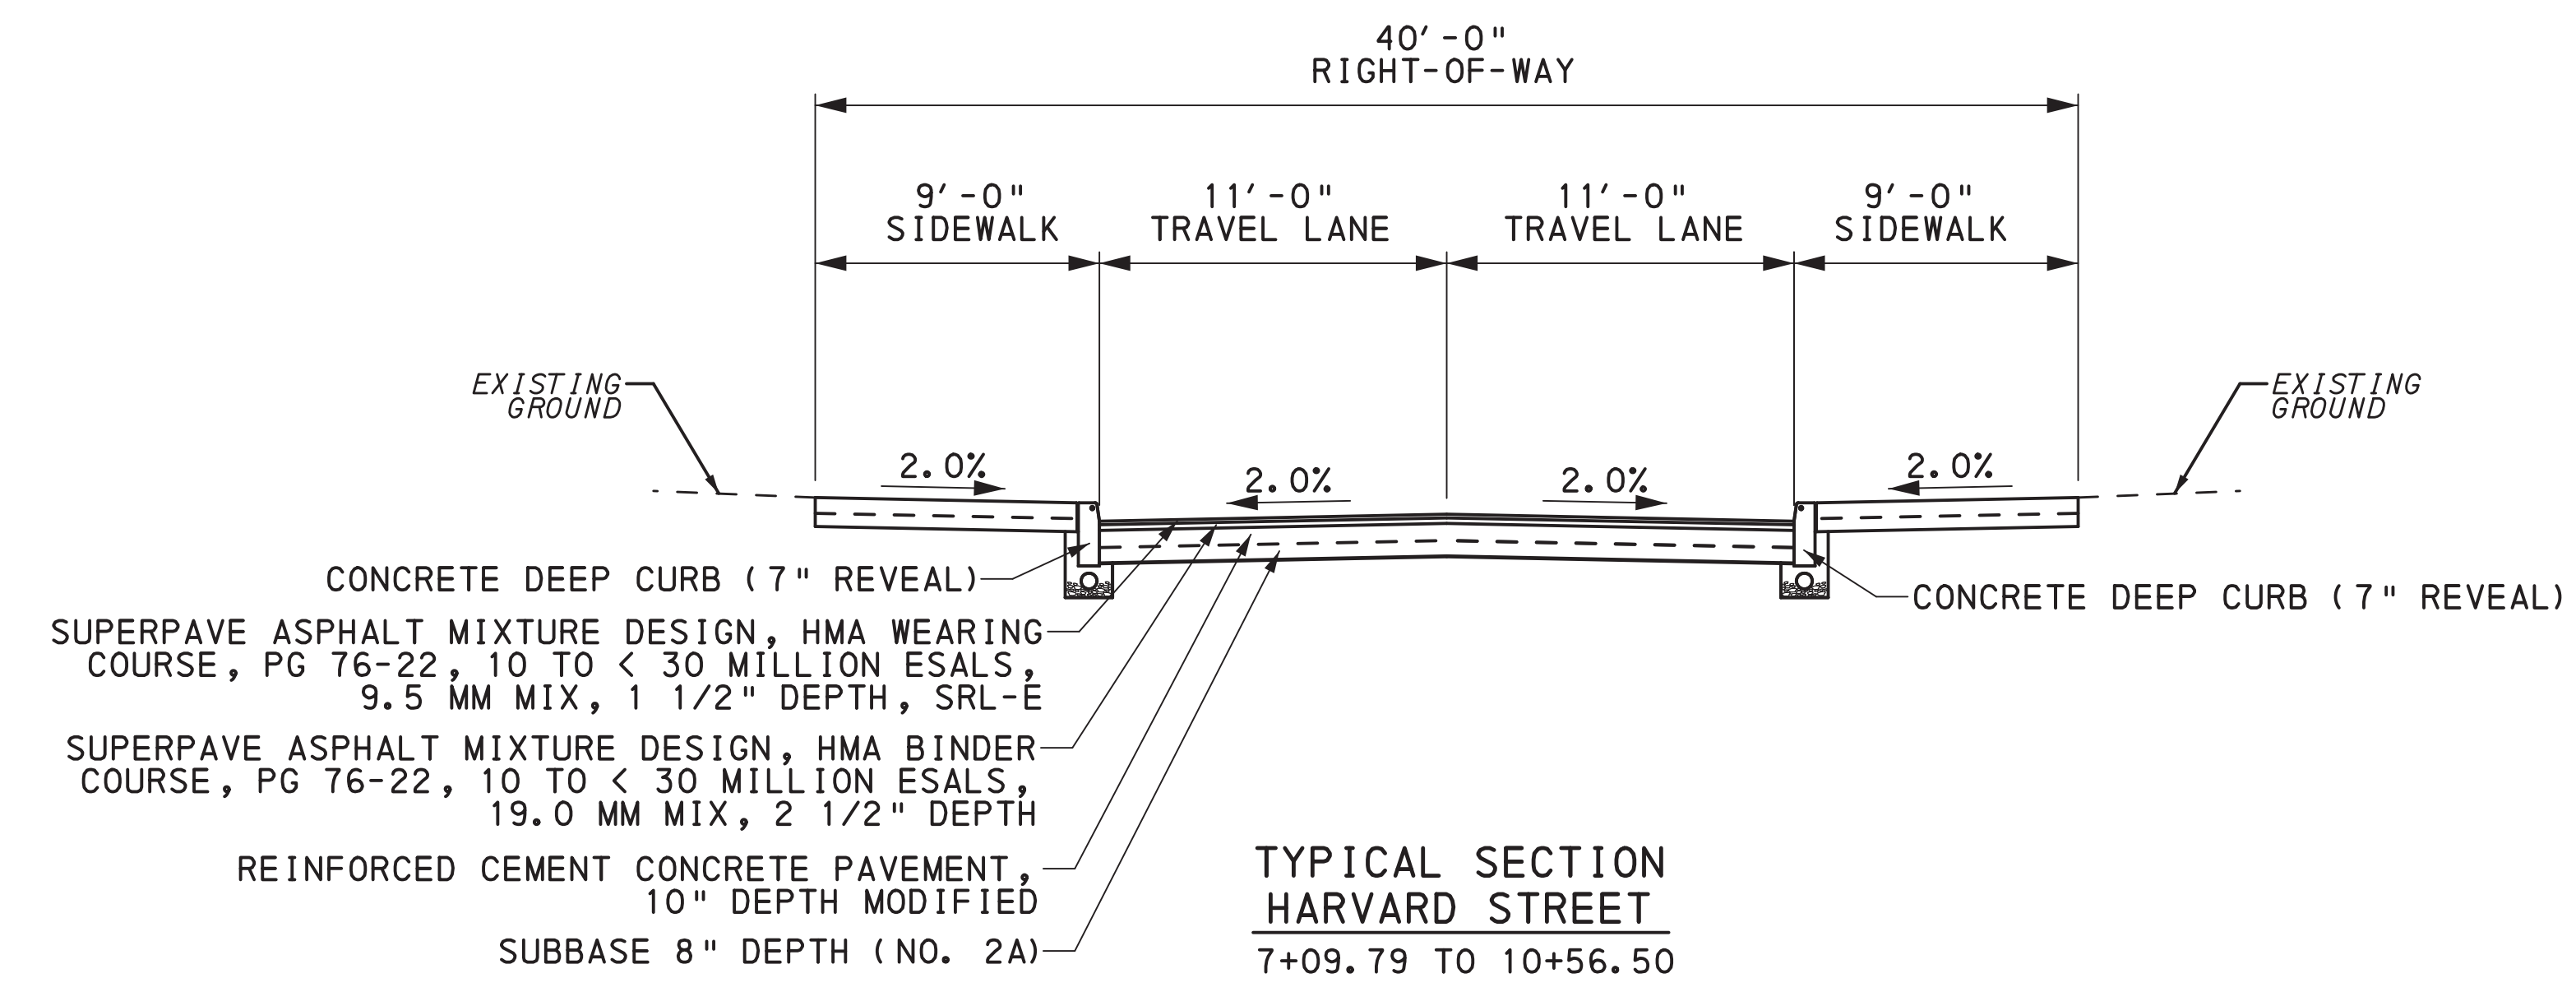 40'-0"
RIGHT-OF-WAY
9'-0"
SIDEWALK
11'-0"
TRAVEL LANE
11'-0"
TRAVEL LANE
9'-0"
SIDEWALK
EXISTING
GROUND
EXISTING
GROUND
2.0%
2.0%
2.0%
2.0%
CONCRETE DEEP CURB (7" REVEAL)
CONCRETE DEEP CURB (7" REVEAL)
SUPERPAVE ASPHALT MIXTURE DESIGN, HMA WEARING
COURSE, PG 76-22, 10 TO < 30 MILLION ESALS,
9.5 MM MIX, 1 1/2" DEPTH, SRL-E
SUPERPAVE ASPHALT MIXTURE DESIGN, HMA BINDER
COURSE, PG 76-22, 10 TO < 30 MILLION ESALS,
19.0 MM MIX, 2 1/2" DEPTH
REINFORCED CEMENT CONCRETE PAVEMENT,
10" DEPTH MODIFIED
SUBBASE 8" DEPTH (NO. 2A)
TYPICAL SECTION
HARVARD STREET
7+09.79 TO 10+56.50